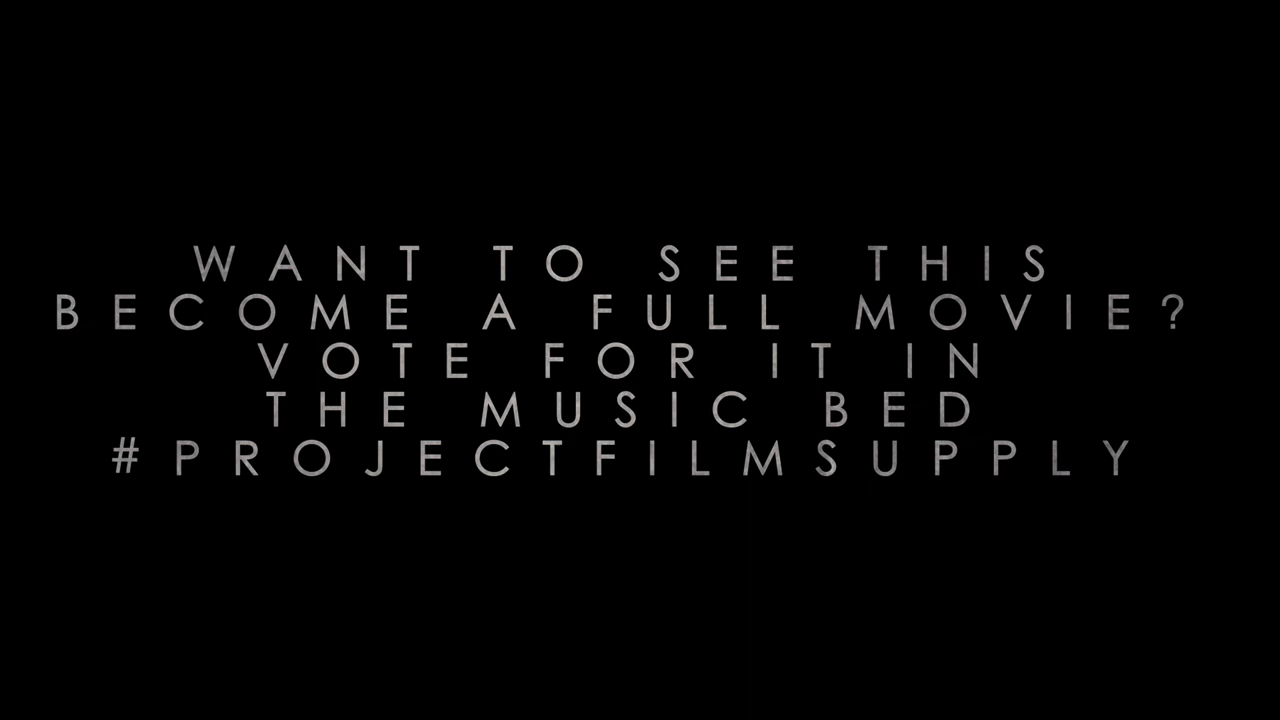 WANT TO SEE THIS
BECOME A FULL MOVIE?
VOTE FOR IT IN
THE MUSIC BED
#PROJECTFILMSUPPLY